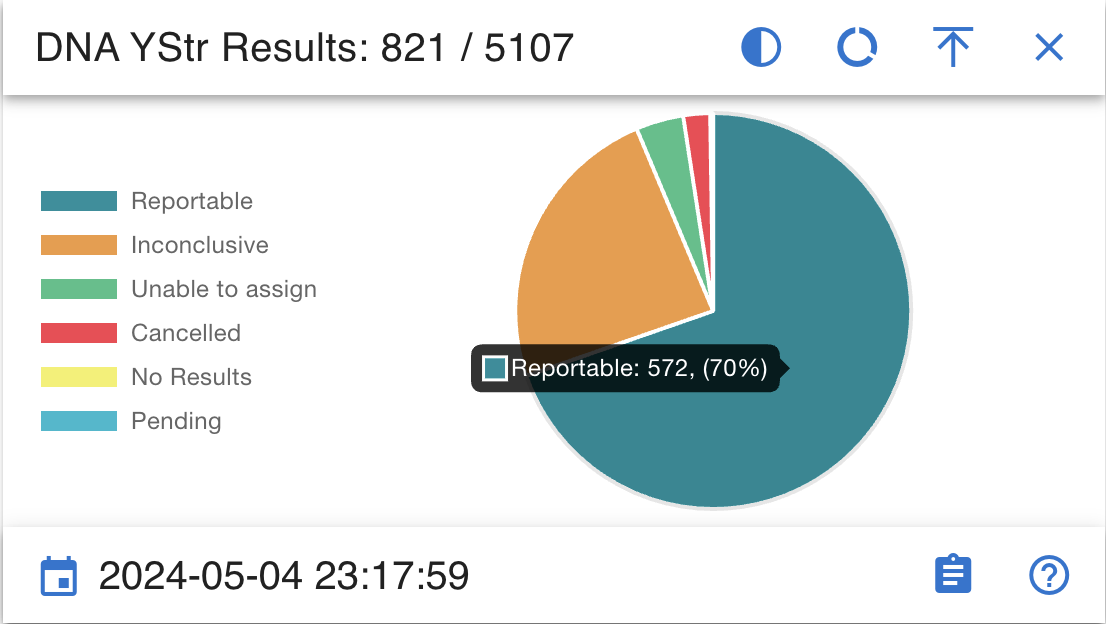 DNA YStr Results: 821 / 5107
Reportable
Inconclusive
Unable to assign
Cancelled
No Results
Pending
Reportable: 572, (70%)
2024-05-04 23:17:59